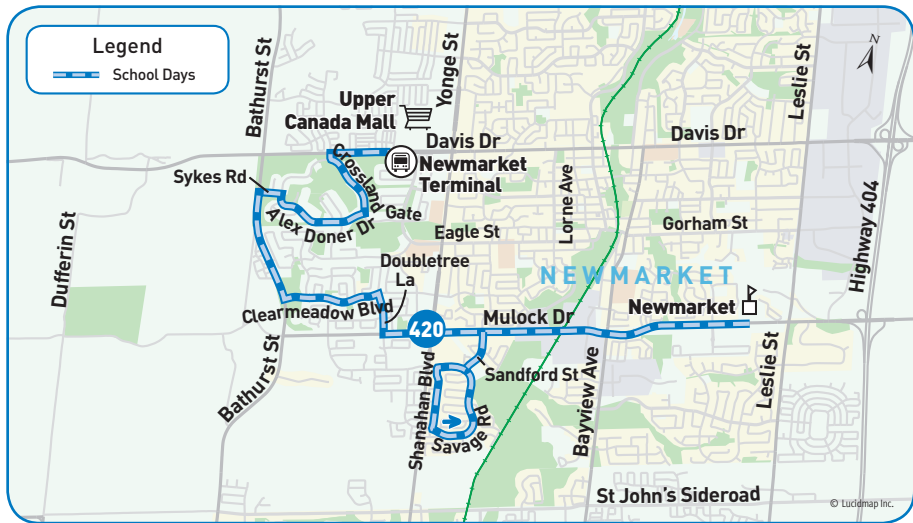 Legend
School Days
Bathurst St
Yonge St
Leslie St
N
Upper
Canada Mall
Davis Dr
Davis Dr
Newmarket
Terminal
Sykes Rd
Crossland
Gate
Alex Doner Dr
Eagle St
Lorne Ave
Gorham St
Dufferin St
Highway 404
Doubletree
La
NEWMARKET
Newmarket
Clearmeadow Blvd
420
Mulock Dr
Bathurst St
Shanahan Blvd
Sandford St
Savage Rd
Bayview Ave
Leslie St
St John's Sideroad
© Lucidmap Inc.